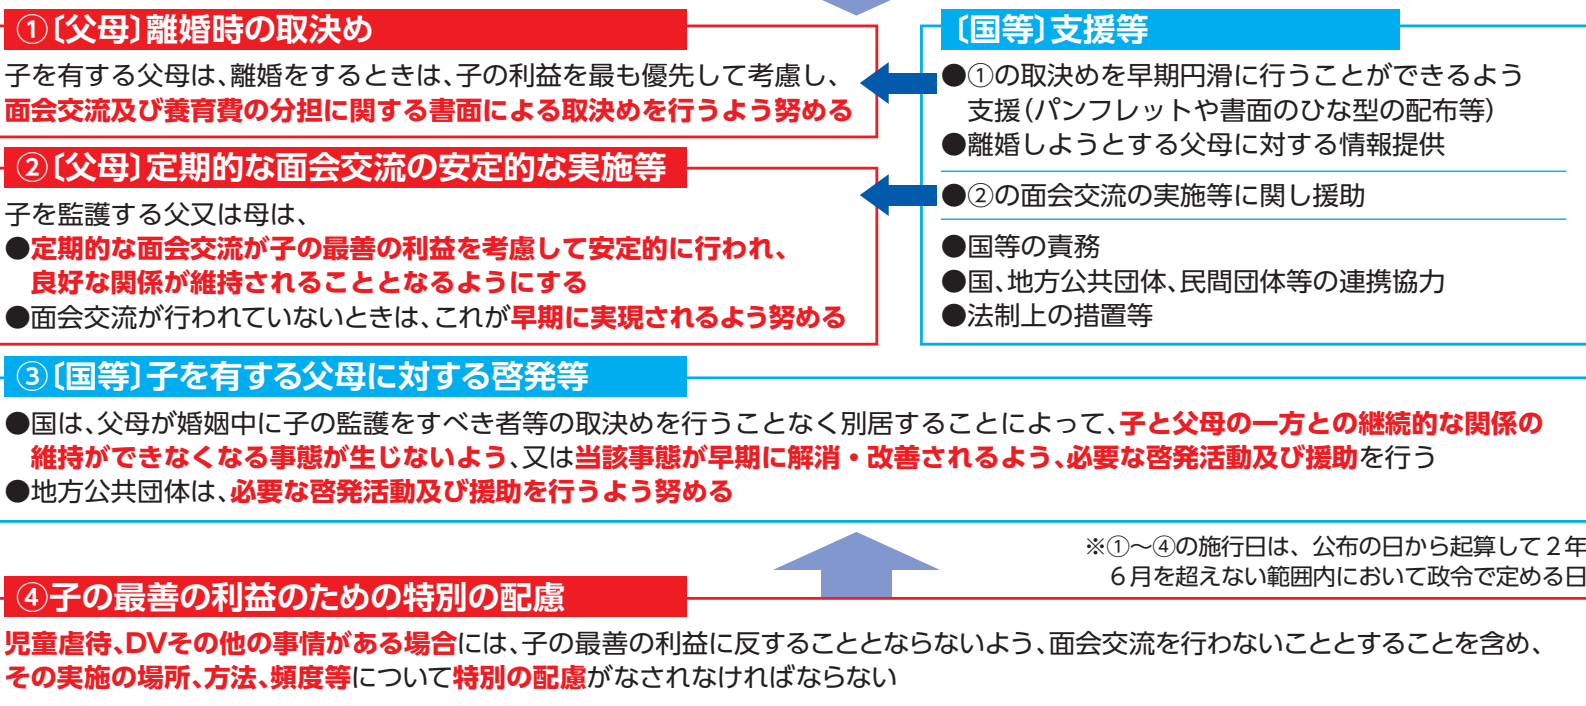 ①〔父母〕離婚時の取決め
子を有する父母は、離婚をするときは、子の利益を最も優先して考慮し、
面会交流及び養育費の分担に関する書面による取決めを行うよう努める
②〔父母〕定期的な面会交流の安定的な実施等
子を監護する父又は母は、
●定期的な面会交流が子の最善の利益を考慮して安定的に行われ、
良好な関係が維持されることとなるようにする
●面会交流が行われていないときは、これが早期に実現されるよう努める
〔国等〕支援等
●①の取決めを早期円滑に行うことができるよう
支援（パンフレットや書面のひな型の配布等）
●離婚しようとする父母に対する情報提供
●②の面会交流の実施等に関し援助
●国等の責務
●国、地方公共団体、民間団体等の連携協力
●法制上の措置等
③〔国等〕子を有する父母に対する啓発等
●国は、父母が婚姻中に子の監護をすべき者等の取決めを行うことなく別居することによって、子と父母の一方との継続的な関係の
維持ができなくなる事態が生じないよう、又は当該事態が早期に解消・改善されるよう、必要な啓発活動及び援助を行う
●地方公共団体は、必要な啓発活動及び援助を行うよう努める
※①～④の施行日は、公布の日から起算して２年
６月を超えない範囲内において政令で定める日
④子の最善の利益のための特別の配慮
児童虐待、DVその他の事情がある場合には、子の最善の利益に反することとならないよう、面会交流を行わないこととすることを含め、
その実施の場所、方法、頻度等について特別の配慮がなされなければならない